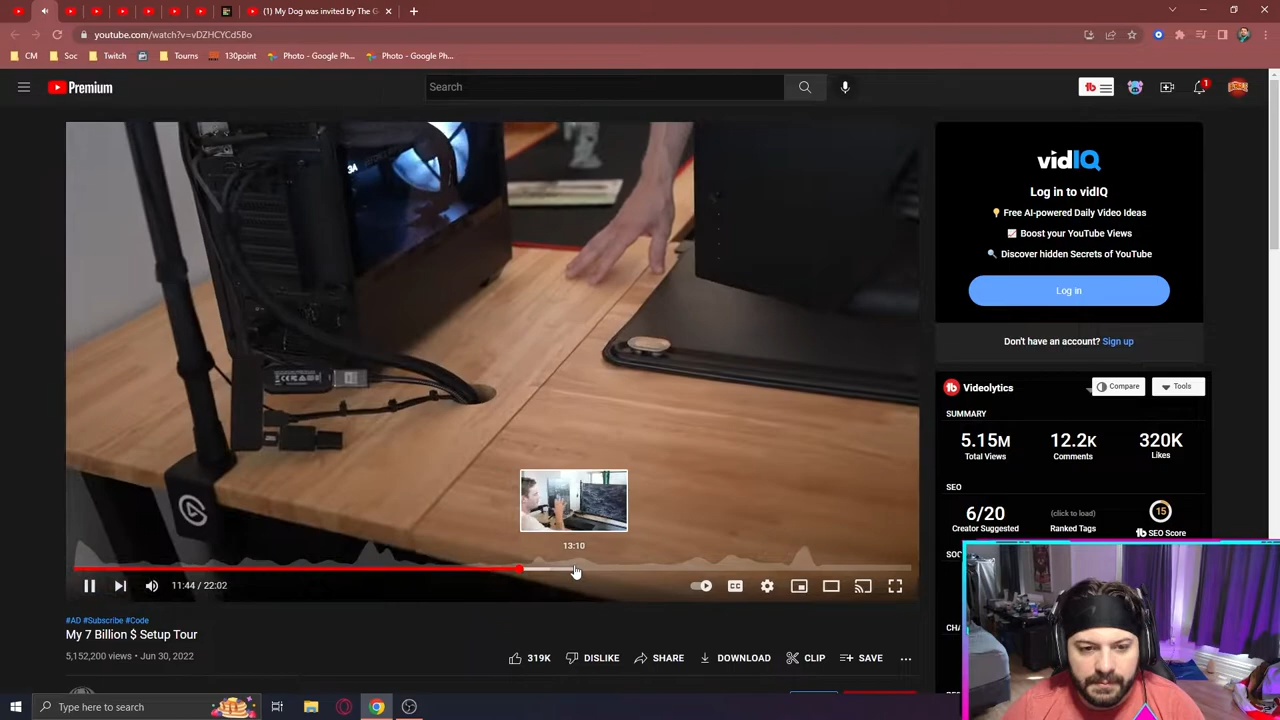 (1) My Dog was invited by The G
youtube.com/watch?v=vDZHCYCd5Bo
CM
Soc
Twitch
Tourns
130point
Photo - Google Ph...
Photo - Google Ph...
Premium
Search
1
vidIQ
Log in to vidIQ
Free AI-powered Daily Video Ideas
Boost your YouTube Views
Discover hidden Secrets of YouTube
Log in
Don't have an account? Sign up
Videolytics
Compare
Tools
SUMMARY
5.15M
12.2K
320K
Total Views
Comments
Likes
SEO
6/20
(click to load)
15
Creator Suggested
Ranked Tags
SEO Score
13:10
11:44 / 22:02
#AD #Subscribe #Code
My 7 Billion $ Setup Tour
5,152,200 views • Jun 30, 2022
319K
DISLIKE
SHARE
DOWNLOAD
CLIP
SAVE
Type here to search